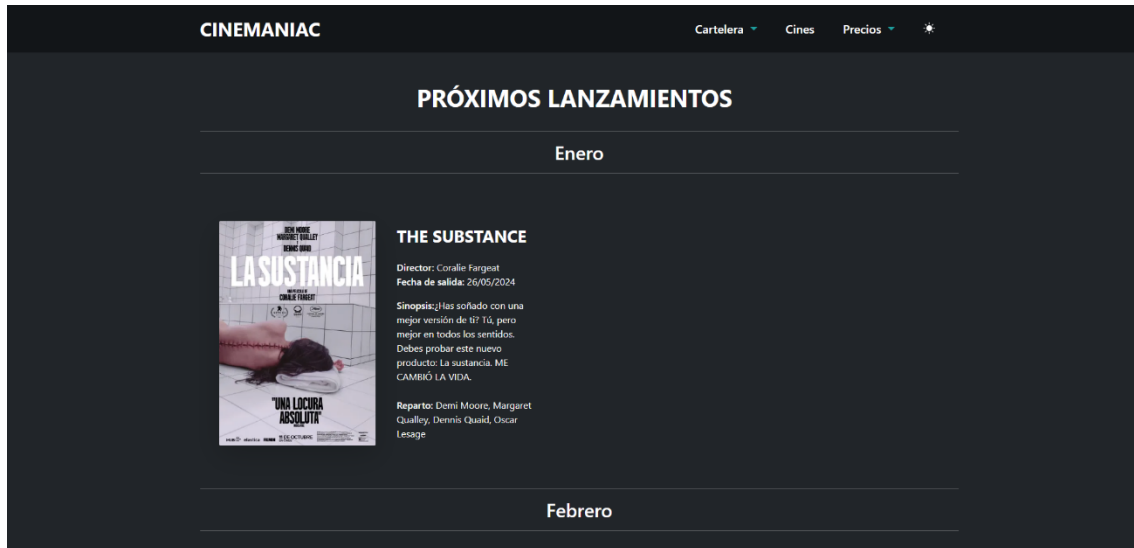 CINEMANIAC
Cartelera
Cines
Precios
PRÓXIMOS LANZAMIENTOS
Enero
DEMI MOORE
MARGARET QUALLEY
DENNIS QUAID
LA SUSTANCIA
CORALIE FARGEAT
"UNA LOCURA
ABSOLUTA"
THE SUBSTANCE
Director: Coralie Fargeat
Fecha de salida: 26/05/2024
Sinopsis:¿Has soñado con una
mejor versión de ti? Tú, pero
mejor en todos los sentidos.
Debes probar este nuevo
producto: La sustancia. ME
CAMBIÓ LA VIDA.
Reparto: Demi Moore, Margaret
Qualley, Dennis Quaid, Oscar
Lesage
Febrero